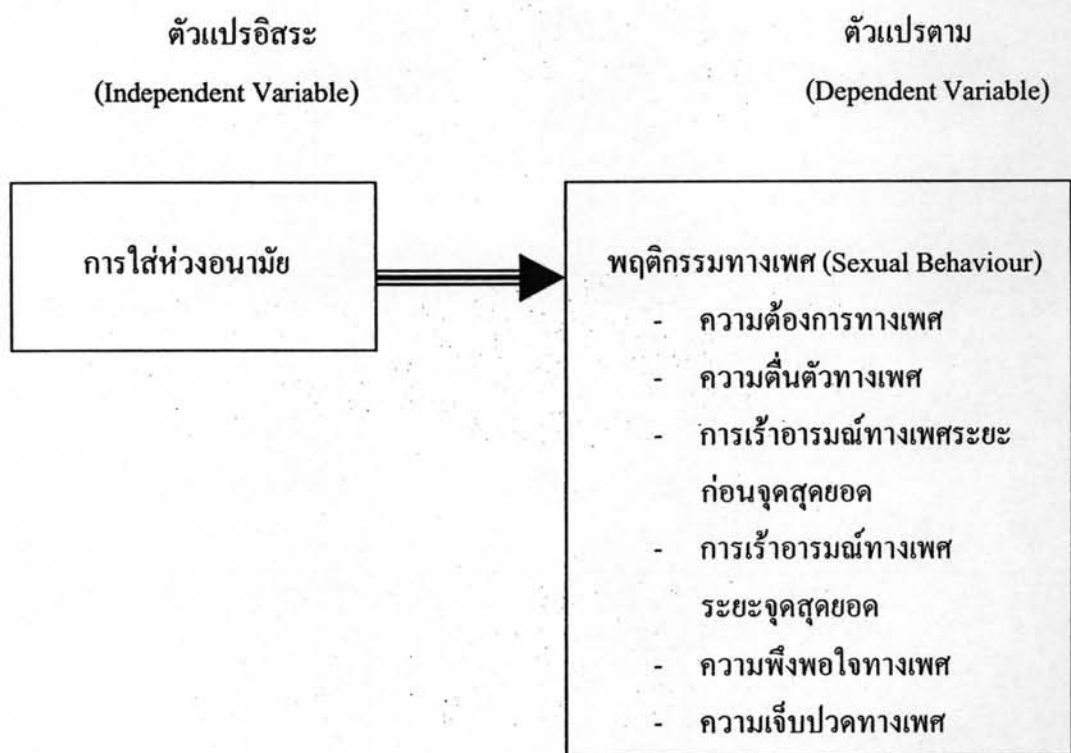 ตัวแปรอิสระ
(Independent Variable)
ตัวแปรตาม
(Dependent Variable)
การใส่ห่วงอนามัย
พฤติกรรมทางเพศ (Sexual Behaviour)
- ความต้องการทางเพศ
- ความตื่นตัวทางเพศ
- การเร้าอารมณ์ทางเพศระยะ
ก่อนจุดสุดยอด
- การเร้าอารมณ์ทางเพศ
ระยะจุดสุดยอด
- ความพึงพอใจทางเพศ
- ความเจ็บปวดทางเพศ